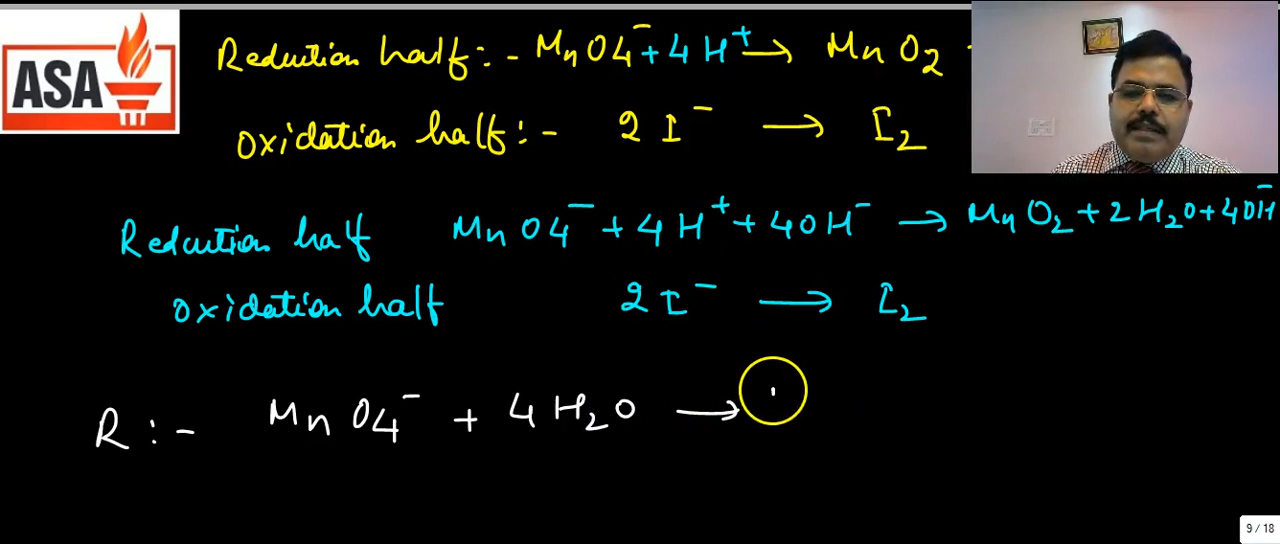 ASA
Reduction half:- MnO4⁻ + 4H⁺ → MnO2
oxidation half:- 2I⁻ → I2
Reduction half MnO4⁻ + 4H⁺ + 4OH⁻ → MnO2 + 2H2O + 4OH⁻
oxidation half 2I⁻ → I2
R:- MnO4⁻ + 4H2O →
9 / 18